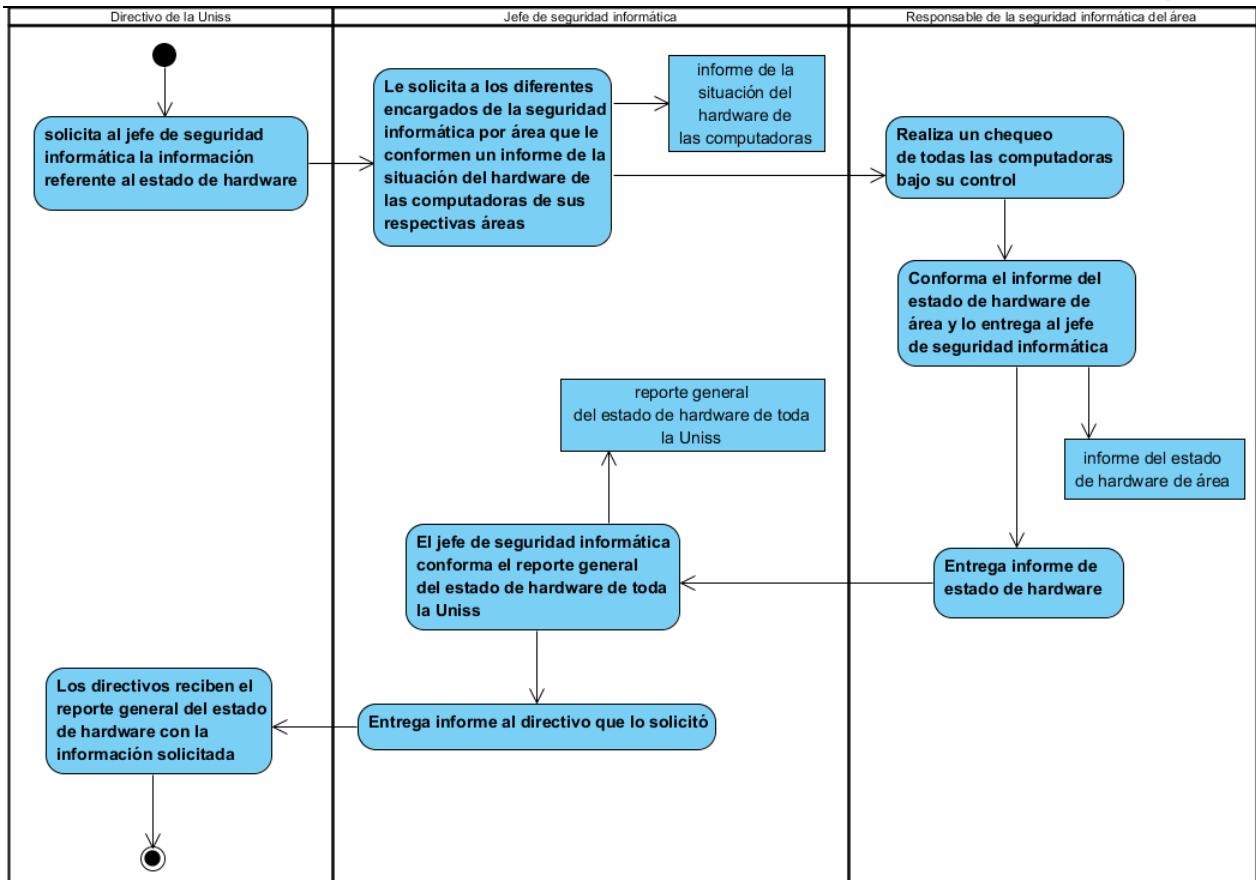 Directivo de la Uniss
Jefe de seguridad informática
Responsable de la seguridad informática del área
solicita al jefe de seguridad
informática la información
referente al estado de hardware
Le solicita a los diferentes
encargados de la seguridad
informática por área que le
conformen un informe de la
situación del hardware de
las computadoras de sus
respectivas áreas
informe de la
situación del
hardware de
las computadoras
Realiza un chequeo
de todas las computadoras
bajo su control
Conforma el informe del
estado de hardware de
área y lo entrega al jefe
de seguridad informática
informe del estado
de hardware de área
Entrega informe de
estado de hardware
reporte general
del estado de hardware de toda
la Uniss
El jefe de seguridad informática
conforma el reporte general
del estado de hardware de toda
la Uniss
Entrega informe al directivo que lo solicitó
Los directivos reciben el
reporte general del estado
de hardware con la
información solicitada